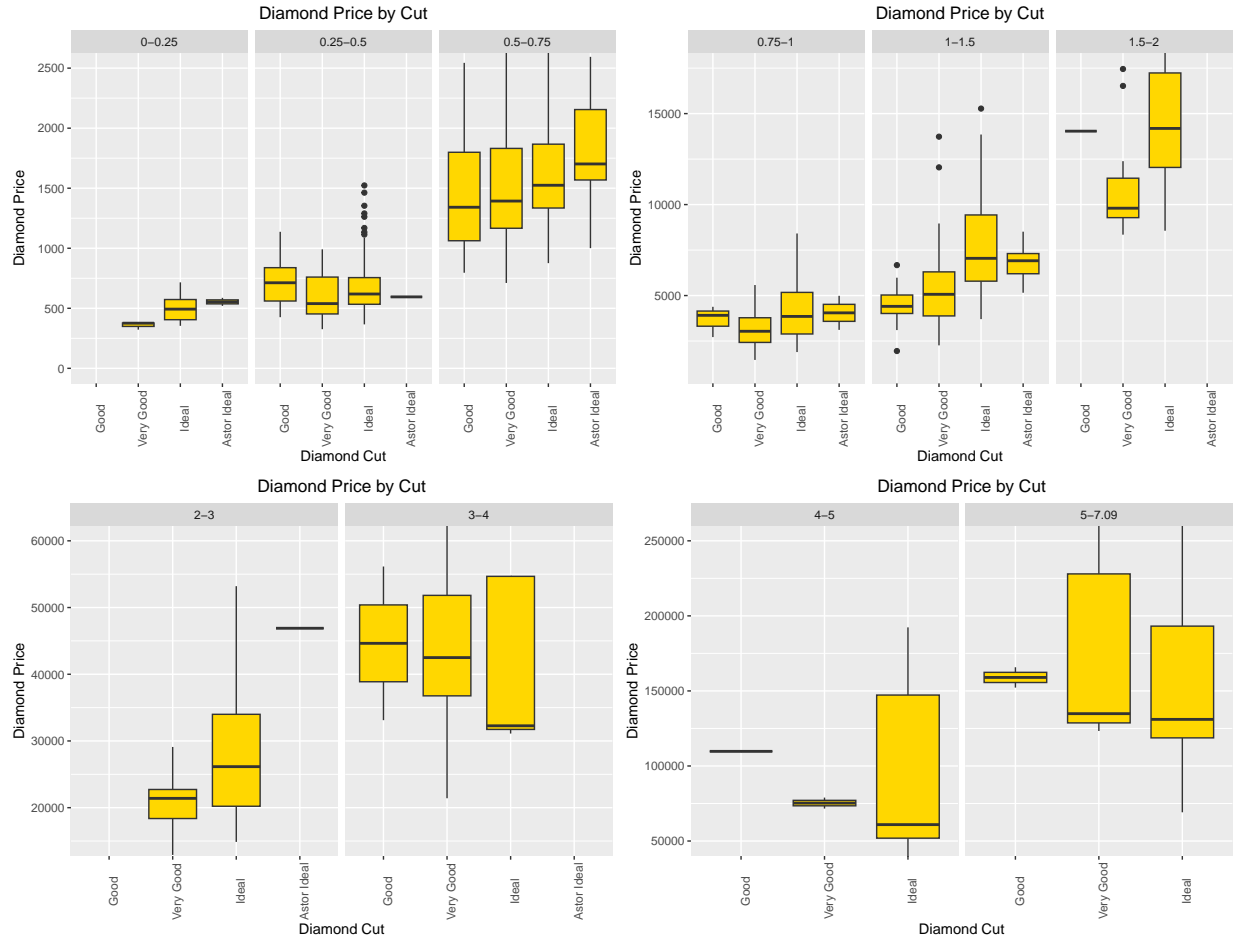 Diamond Price by Cut
0−0.25 0.25−0.5 0.5−0.75
Diamond Price
2500
2000
1500
1000
500
0
Good Very Good Ideal Astor Ideal Good Very Good Ideal Astor Ideal Good Very Good Ideal Astor Ideal
Diamond Cut
Diamond Price by Cut
0.75−1 1−1.5 1.5−2
Diamond Price
15000
10000
5000
Good Very Good Ideal Astor Ideal Good Very Good Ideal Astor Ideal Good Very Good Ideal Astor Ideal
Diamond Cut
Diamond Price by Cut
2−3 3−4
Diamond Price
60000
50000
40000
30000
20000
Good Very Good Ideal Astor Ideal Good Very Good Ideal Astor Ideal
Diamond Cut
Diamond Price by Cut
4−5 5−7.09
Diamond Price
250000
200000
150000
100000
50000
Good Very Good Ideal Good Very Good Ideal
Diamond Cut